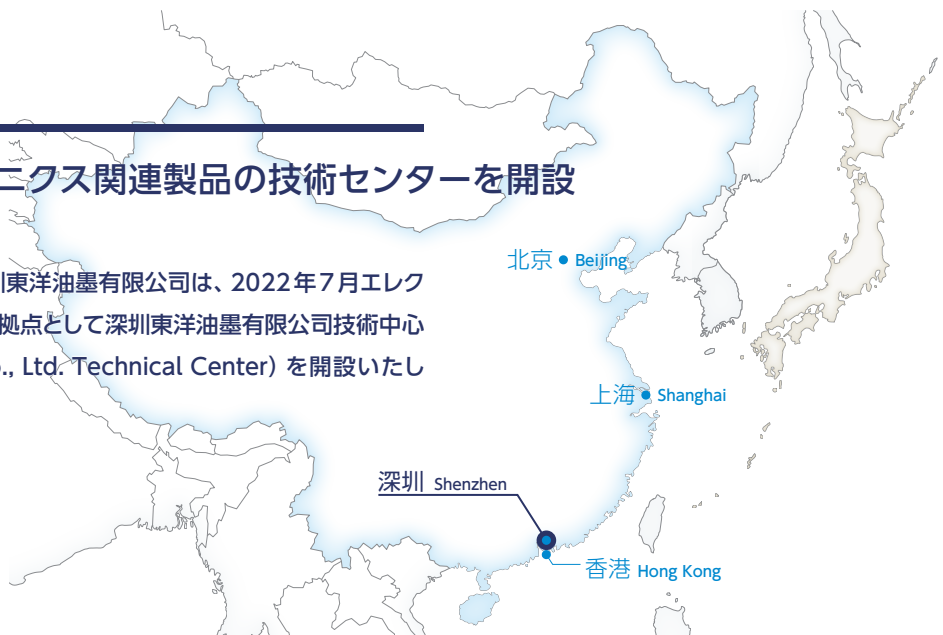 ニクス関連製品の技術センターを開設
東洋油墨有限公司は、2022年7月エレク
拠点として深圳東洋油墨有限公司技術中心
., Ltd. Technical Center）を開設いたし
北京 Beijing
上海 Shanghai
深圳 Shenzhen
香港 Hong Kong